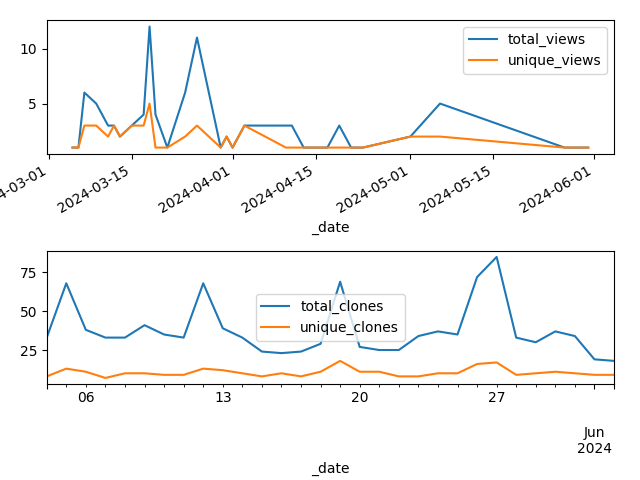 total_views
unique_views
10
5
2024-03-15
2024-04-01
2024-04-15
2024-05-01
2024-05-15
2024-06-01
4-03-01
_date
75
50
25
total_clones
unique_clones
06
13
20
27
Jun
2024
_date